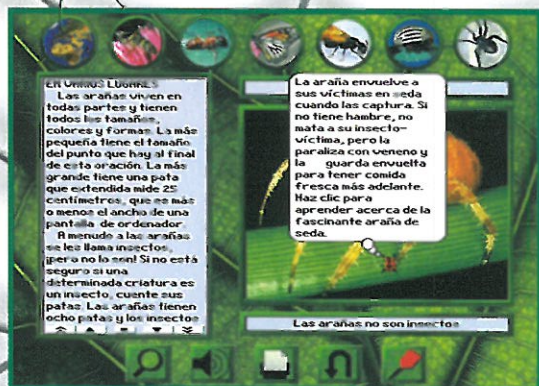 EN VARIOS LUGARES
Las arañas viven en
todas partes y tienen
todos los tamaños,
colores y formas. La más
pequeña tiene el tamaño
del punto que hay al final
de esta oración. La más
grande tiene una pata
que extendida mide 25
centímetros, que es más
o menos el ancho de una
pantalla de ordenador.
A menudo a las arañas
se les llama insectos,
¡pero no lo son! Si no está
seguro si una
determinada criatura es
un insecto, cuente sus
patas. Las arañas tienen
ocho patas y los insectos
La araña envuelve a
sus víctimas en seda
cuando las captura. Si
no tiene hambre, no
mata a su insecto-
víctima, pero la
paraliza con veneno y
la guarda envuelta
para tener comida
fresca más adelante.
Haz clic para
aprender acerca de la
fascinante araña de
seda.
Las arañas no son insectos